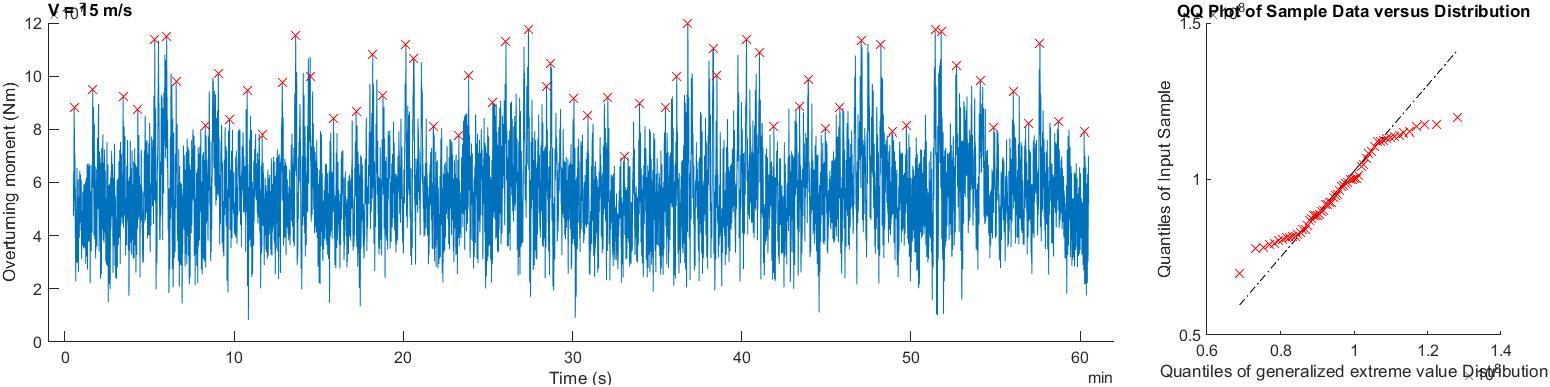 V = 15 m/s
12
10
8
6
4
2
0
Overturning moment (Nm)
0 10 20 30 40 50 60
Time (s)
min
QQ Plot of Sample Data versus Distribution
1.5
1
0.5
Quantiles of Input Sample
0.6 0.8 1 1.2 1.4
Quantiles of generalized extreme value Distribution